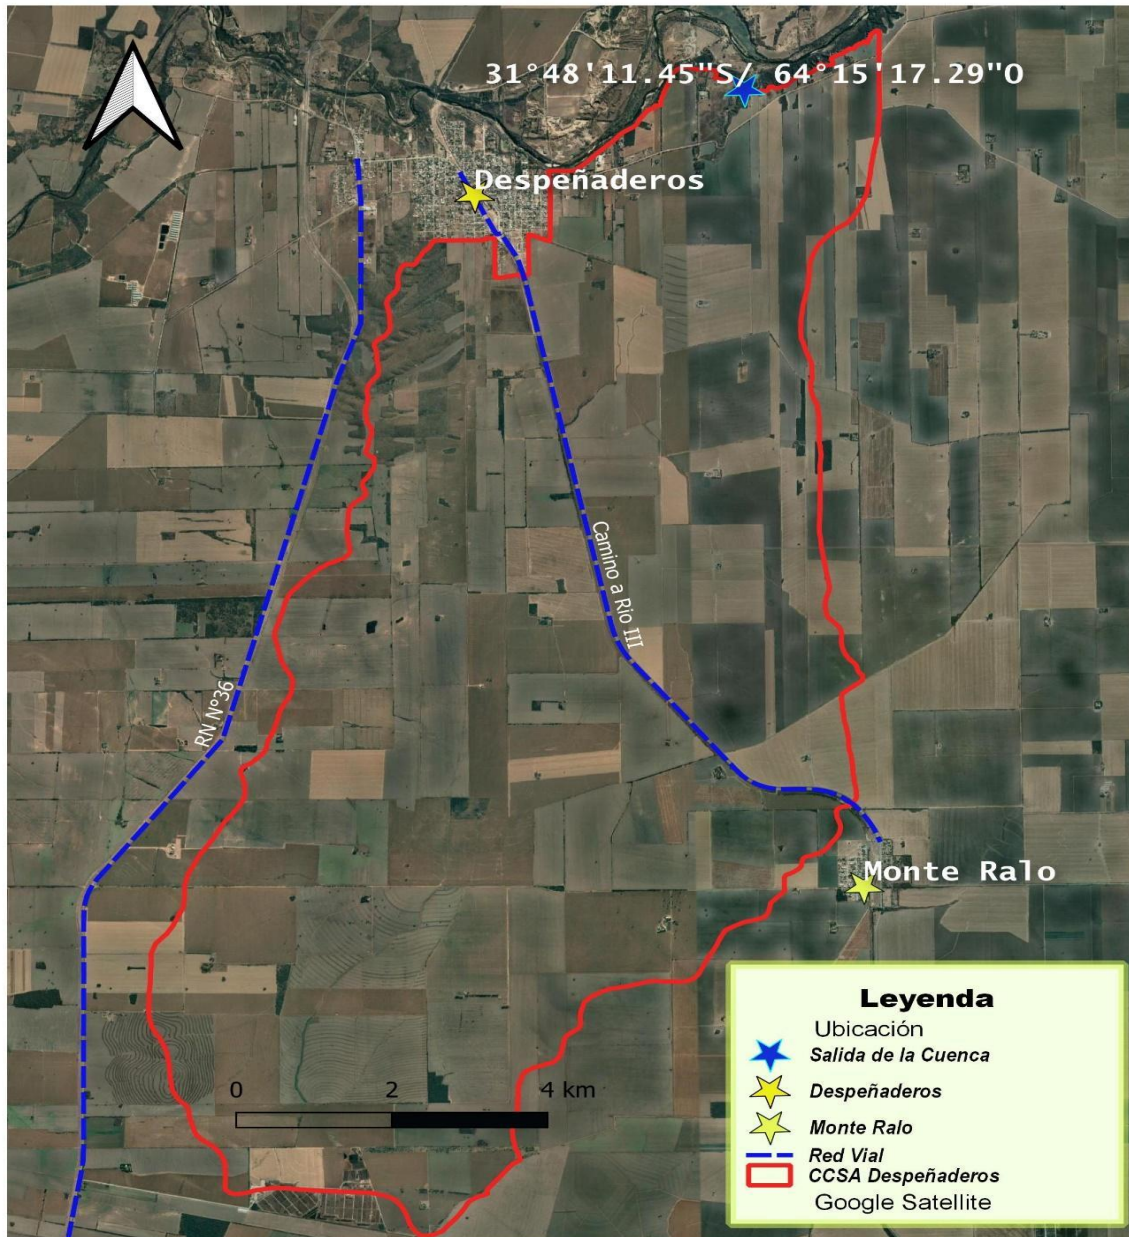 31°48'11.45"S/ 64°15'17.29"O
Despeñaderos
Camino a Rio III
RN N°36
Monte Ralo
Leyenda
Ubicación
Salida de la Cuenca
Despeñaderos
Monte Ralo
Red Vial
CCSA Despeñaderos
Google Satellite
0 2 4 km